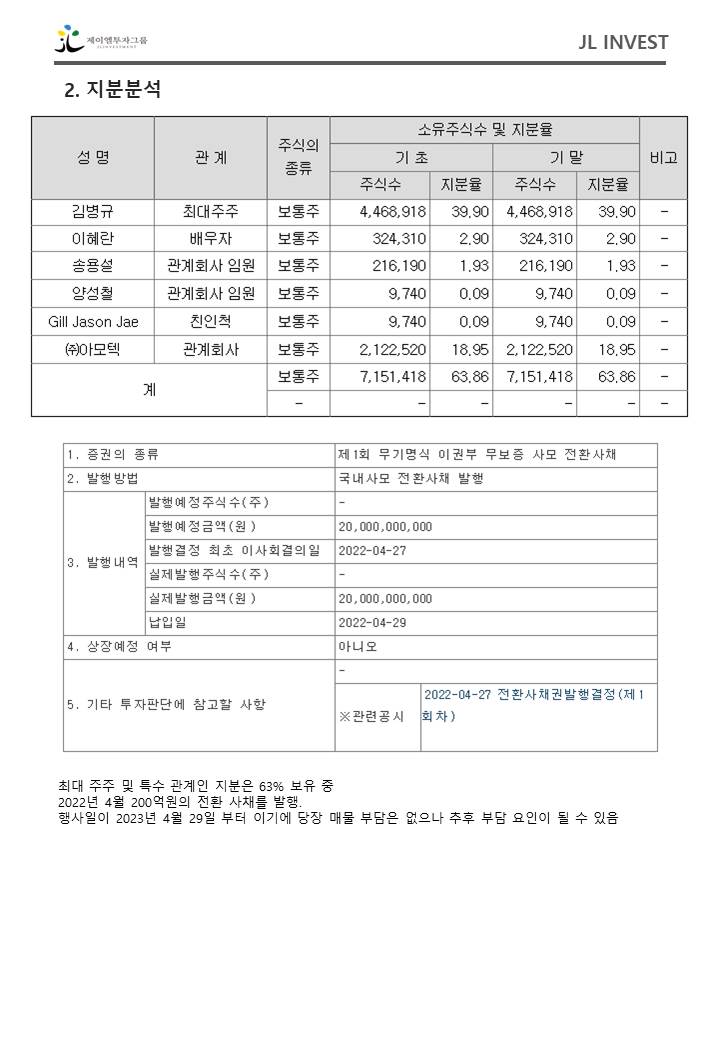 제이엘투자그룹
JLINVESTMENT
JL INVEST
2. 지분분석
성 명 관 계 주식의 종류 소유주식수 및 지분율 비고
기 초 기 말
주식수 지분율 주식수 지분율
김병규 최대주주 보통주 4,468,918 39.90 4,468,918 39.90 -
이혜란 배우자 보통주 324,310 2.90 324,310 2.90 -
송용설 관계회사 임원 보통주 216,190 1.93 216,190 1.93 -
양성철 관계회사 임원 보통주 9,740 0.09 9,740 0.09 -
Gill Jason Jae 친인척 보통주 9,740 0.09 9,740 0.09 -
㈜아모텍 관계회사 보통주 2,122,520 18.95 2,122,520 18.95 -
계 보통주 7,151,418 63.86 7,151,418 63.86 -
- - - - - -
1. 증권의 종류 제1회 무기명식 이권부 무보증 사모 전환사채
2. 발행방법 국내사모 전환사채 발행
3. 발행내역 발행예정주식수(주) -
발행예정금액(원) 20,000,000,000
발행결정 최초 이사회결의일 2022-04-27
실제발행주식수(주) -
실제발행금액(원) 20,000,000,000
납입일 2022-04-29
4. 상장예정 여부 아니오
5. 기타 투자판단에 참고할 사항 -
※관련공시 2022-04-27 전환사채권발행결정(제1
회차)
최대 주주 및 특수 관계인 지분은 63% 보유 중
2022년 4월 200억원의 전환 사채를 발행.
행사일이 2023년 4월 29일 부터 이기에 당장 매물 부담은 없으나 추후 부담 요인이 될 수 있음